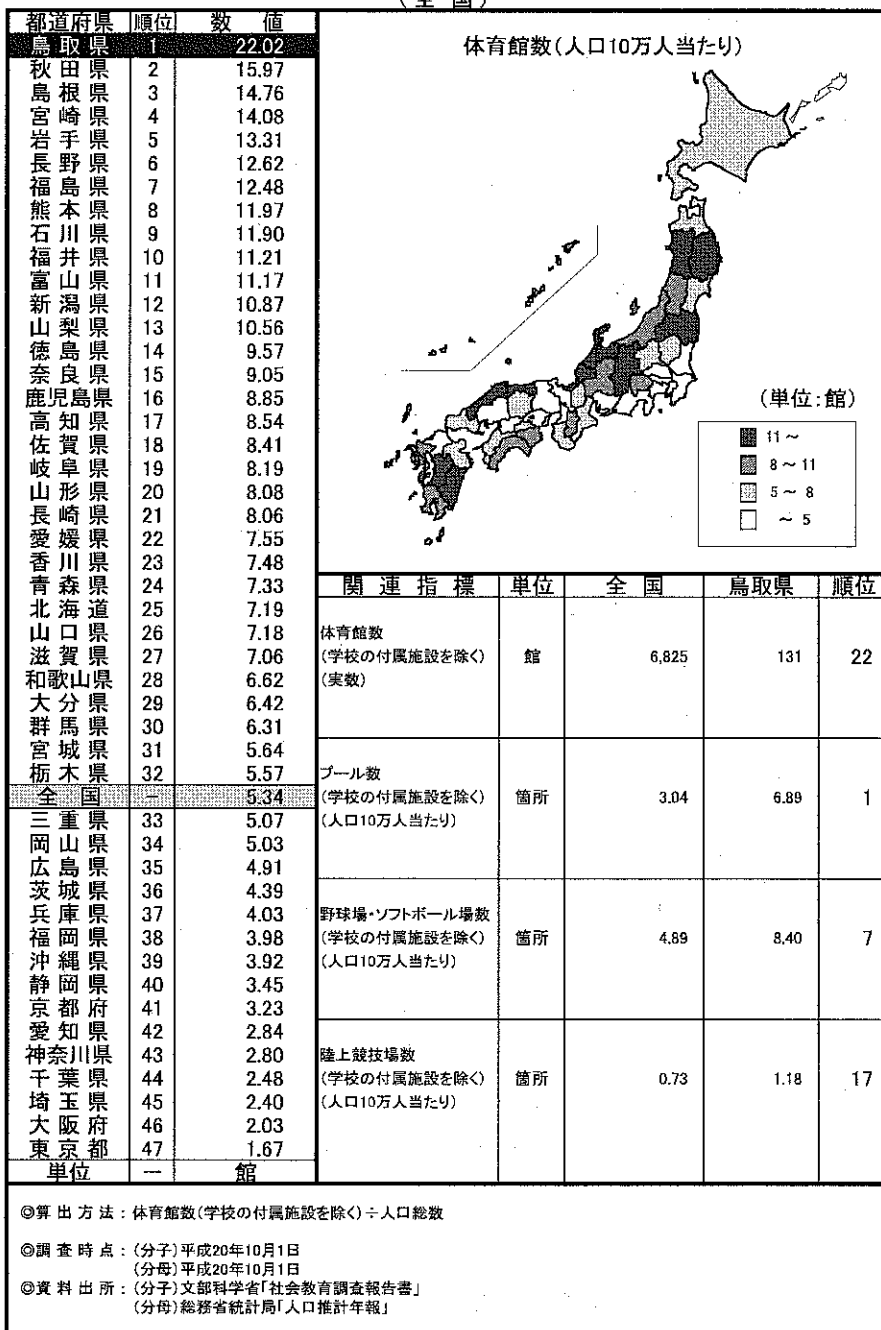 (全 国)
都道府県 順位 数 値
鳥取県 1 22.02
秋田県 2 15.97
島根県 3 14.76
宮崎県 4 14.08
岩手県 5 13.31
長野県 6 12.62
福島県 7 12.48
熊本県 8 11.97
石川県 9 11.90
福井県 10 11.21
富山県 11 11.17
新潟県 12 10.87
山梨県 13 10.56
徳島県 14 9.57
奈良県 15 9.05
鹿児島県 16 8.85
高知県 17 8.54
佐賀県 18 8.41
岐阜県 19 8.19
山形県 20 8.08
長崎県 21 8.06
愛媛県 22 7.55
香川県 23 7.48
青森県 24 7.33
北海道 25 7.19
山口県 26 7.18
滋賀県 27 7.06
和歌山県 28 6.62
大分県 29 6.42
群馬県 30 6.31
宮城県 31 5.64
栃木県 32 5.57
全 国 － 5.34
三重県 33 5.07
岡山県 34 5.03
広島県 35 4.91
茨城県 36 4.39
兵庫県 37 4.03
福岡県 38 3.98
沖縄県 39 3.92
静岡県 40 3.45
京都府 41 3.23
愛知県 42 2.84
神奈川県 43 2.80
千葉県 44 2.48
埼玉県 45 2.40
大阪府 46 2.03
東京都 47 1.67
単位 － 館
体育館数(人口10万人当たり)
(単位:館)
11～
8～11
5～8
～5
関連指標 単位 全 国 鳥取県 順位
体育館数
(学校の付属施設を除く) 館 6,825 131 22
(実数)
プール数
(学校の付属施設を除く) 箇所 3.04 6.89 1
(人口10万人当たり)
野球場・ソフトボール場数
(学校の付属施設を除く) 箇所 4.89 8.40 7
(人口10万人当たり)
陸上競技場数
(学校の付属施設を除く) 箇所 0.73 1.18 17
(人口10万人当たり)
◎算出方法：体育館数(学校の付属施設を除く)÷人口総数
◎調査時点：(分子)平成20年10月1日
(分母)平成20年10月1日
◎資料出所：(分子)文部科学省「社会教育調査報告書」
(分母)総務省統計局「人口推計年報」